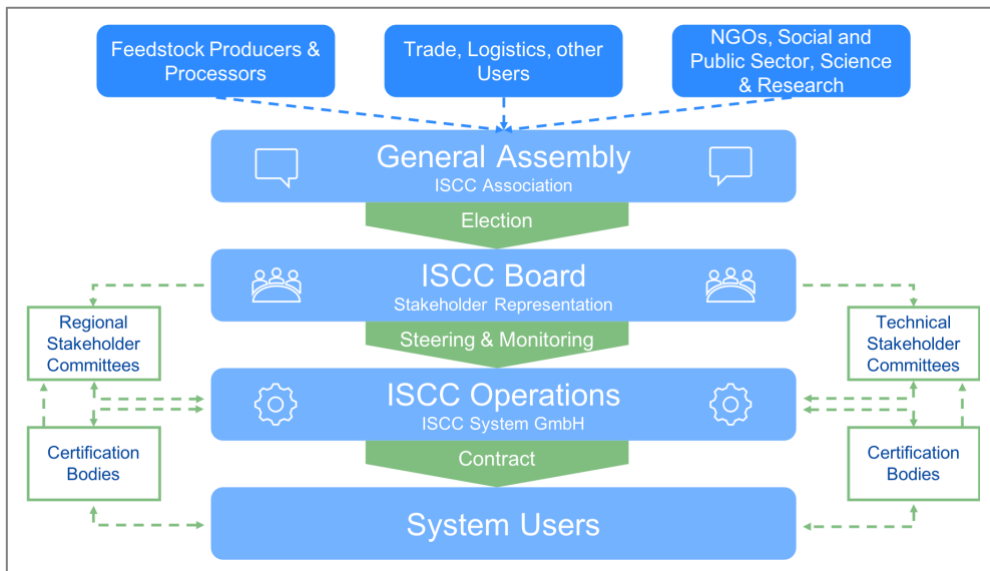 Feedstock Producers &
Processors
Trade, Logistics, other
Users
NGOs, Social and
Public Sector, Science
& Research
General Assembly
ISCC Association
Election
ISCC Board
Stakeholder Representation
Regional
Stakeholder
Committees
Steering & Monitoring
Technical
Stakeholder
Committees
ISCC Operations
ISCC System GmbH
Certification
Bodies
Contract
Certification
Bodies
System Users